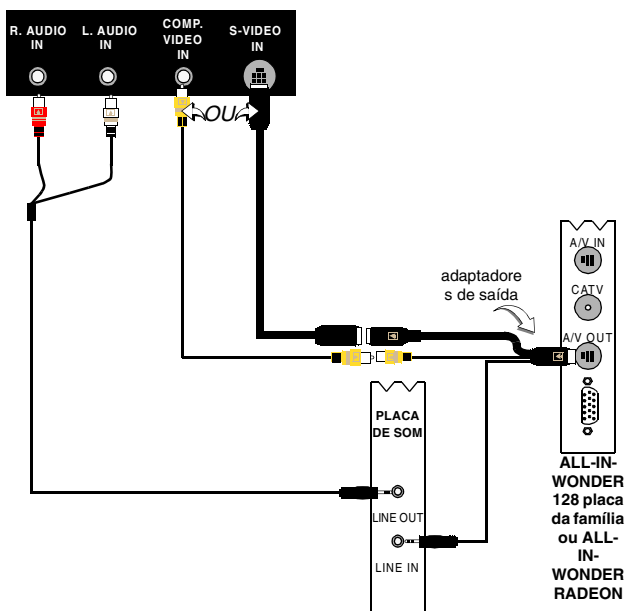 R. AUDIO
IN
L. AUDIO
IN
COMP.
VIDEO
IN
S-VIDEO
IN
OU
adaptadore
s de saída
A/V IN
CATV
A/V OUT
PLACA
DE SOM
LINE OUT
LINE IN
ALL-IN-
WONDER
128 placa
da família
ou ALL-
IN-
WONDER
RADEON